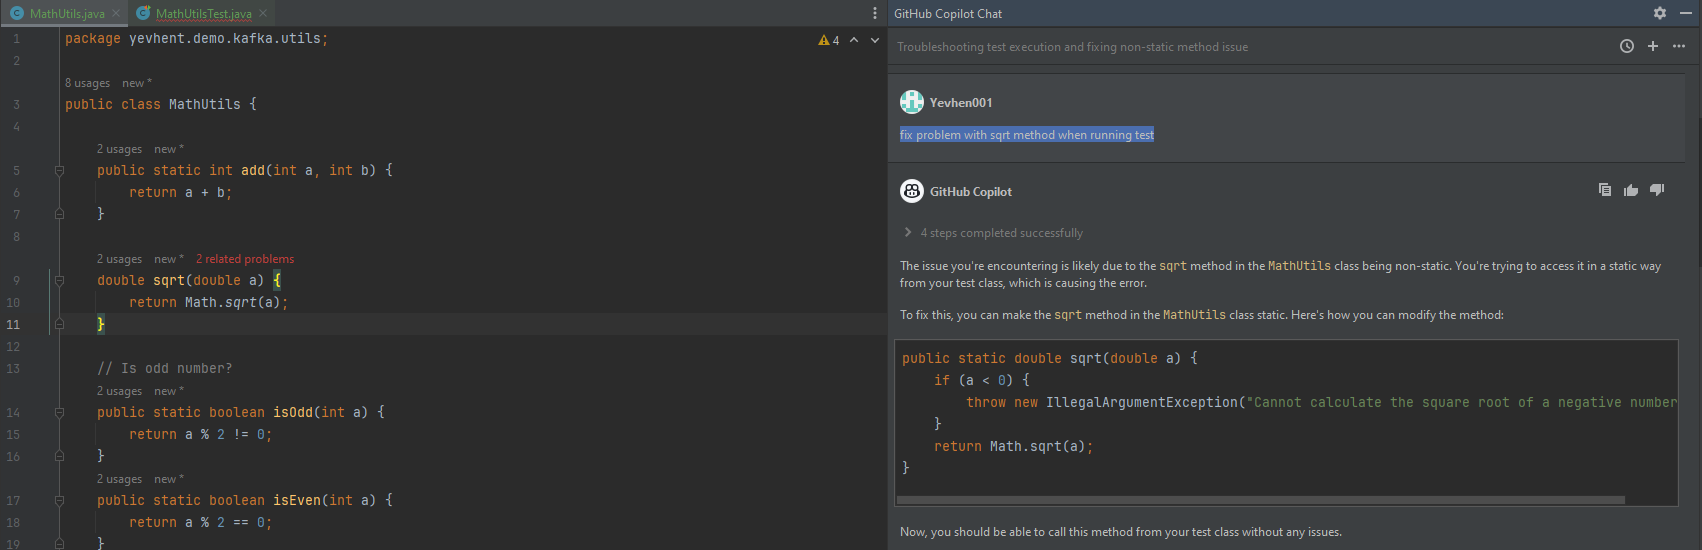 MathUtils.java
MathUtilsTest.java
1 package yevhent.demo.kafka.utils;
4
2
8 usages new *
3 public class MathUtils {
4
2 usages new *
5 public static int add(int a, int b) {
6 return a + b;
7 }
8
2 usages new * 2 related problems
9 double sqrt(double a) {
10 return Math.sqrt(a);
11 }
12
13 // Is odd number?
2 usages new *
14 public static boolean isOdd(int a) {
15 return a % 2 != 0;
16 }
2 usages new *
17 public static boolean isEven(int a) {
18 return a % 2 == 0;
19 }
GitHub Copilot Chat
Troubleshooting test execution and fixing non-static method issue
Yevhen001
fix problem with sqrt method when running test
GitHub Copilot
4 steps completed successfully
The issue you're encountering is likely due to the sqrt method in the MathUtils class being non-static. You're trying to access it in a static way
from your test class, which is causing the error.
To fix this, you can make the sqrt method in the MathUtils class static. Here's how you can modify the method:
public static double sqrt(double a) {
if (a < 0) {
throw new IllegalArgumentException("Cannot calculate the square root of a negative number
}
return Math.sqrt(a);
}
Now, you should be able to call this method from your test class without any issues.